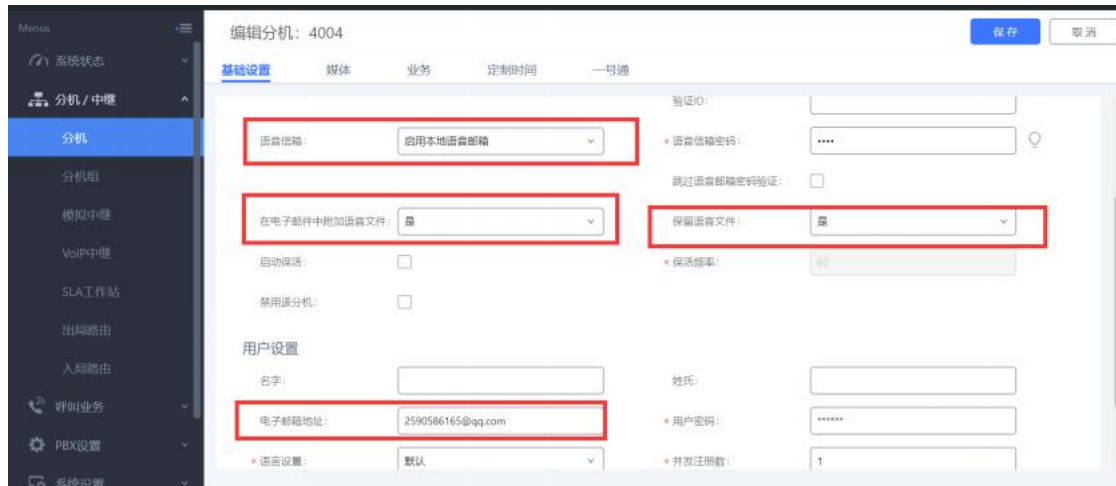 Menus
编辑分机：4004
保存
取消
系统状态
基础设置
媒体
业务
定制时间
一号通
分机/中继
验证ID：
分机
语音信箱：
启用本地语音邮箱
* 语音信箱密码：
••••
分机组
跳过语音邮箱密码验证：
模拟中继
在电子邮件中附加语音文件：
是
保留语音文件：
是
VoIP中继
启动保活：
* 保活频率：
60
SLA工作站
禁用该分机：
出局路由
用户设置
入局路由
名字：
姓氏：
呼叫业务
电子邮箱地址：
2590586165@qq.com
* 用户密码：
******
PBX设置
* 语言设置：
默认
* 并发注册数：
1
系统设置